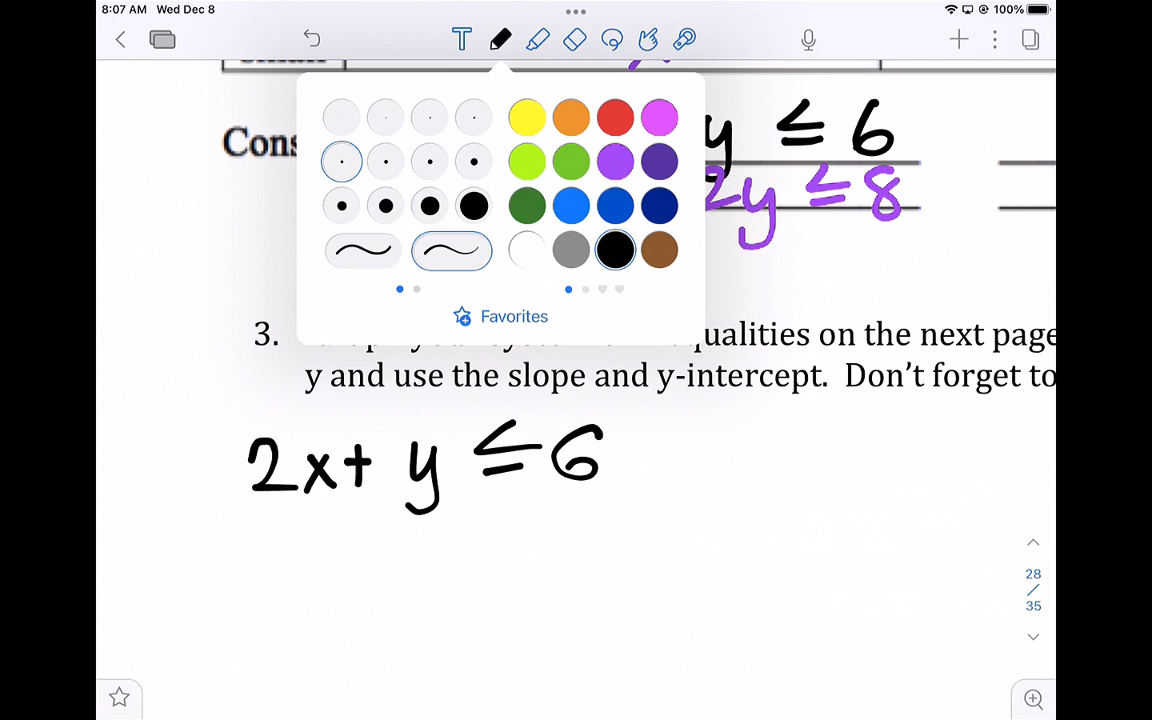 8:07 AM Wed Dec 8
100%
Cons y ≤ 6
2y ≤ 8
Favorites
3. qualities on the next page
y and use the slope and y-intercept. Don’t forget to
2x+ y ≤ 6
28
/
35